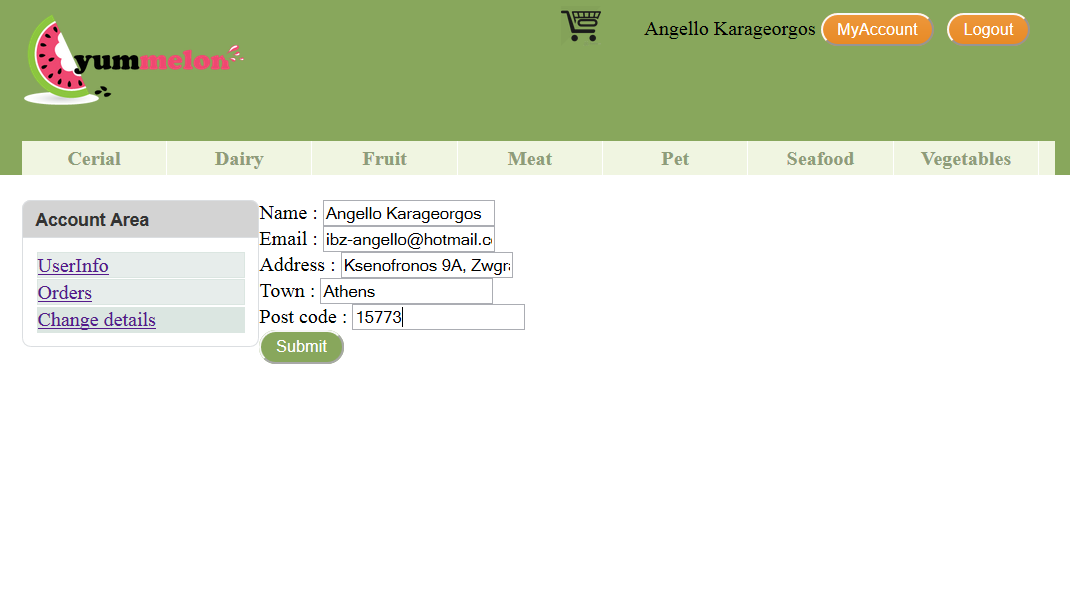 yummelon
Angello Karageorgos MyAccount Logout
Cerial Dairy Fruit Meat Pet Seafood Vegetables
Account Area
UserInfo
Orders
Change details
Name : Angello Karageorgos
Email : ibz-angello@hotmail.c
Address : Ksenofronos 9A, Zwgr
Town : Athens
Post code : 15773
Submit